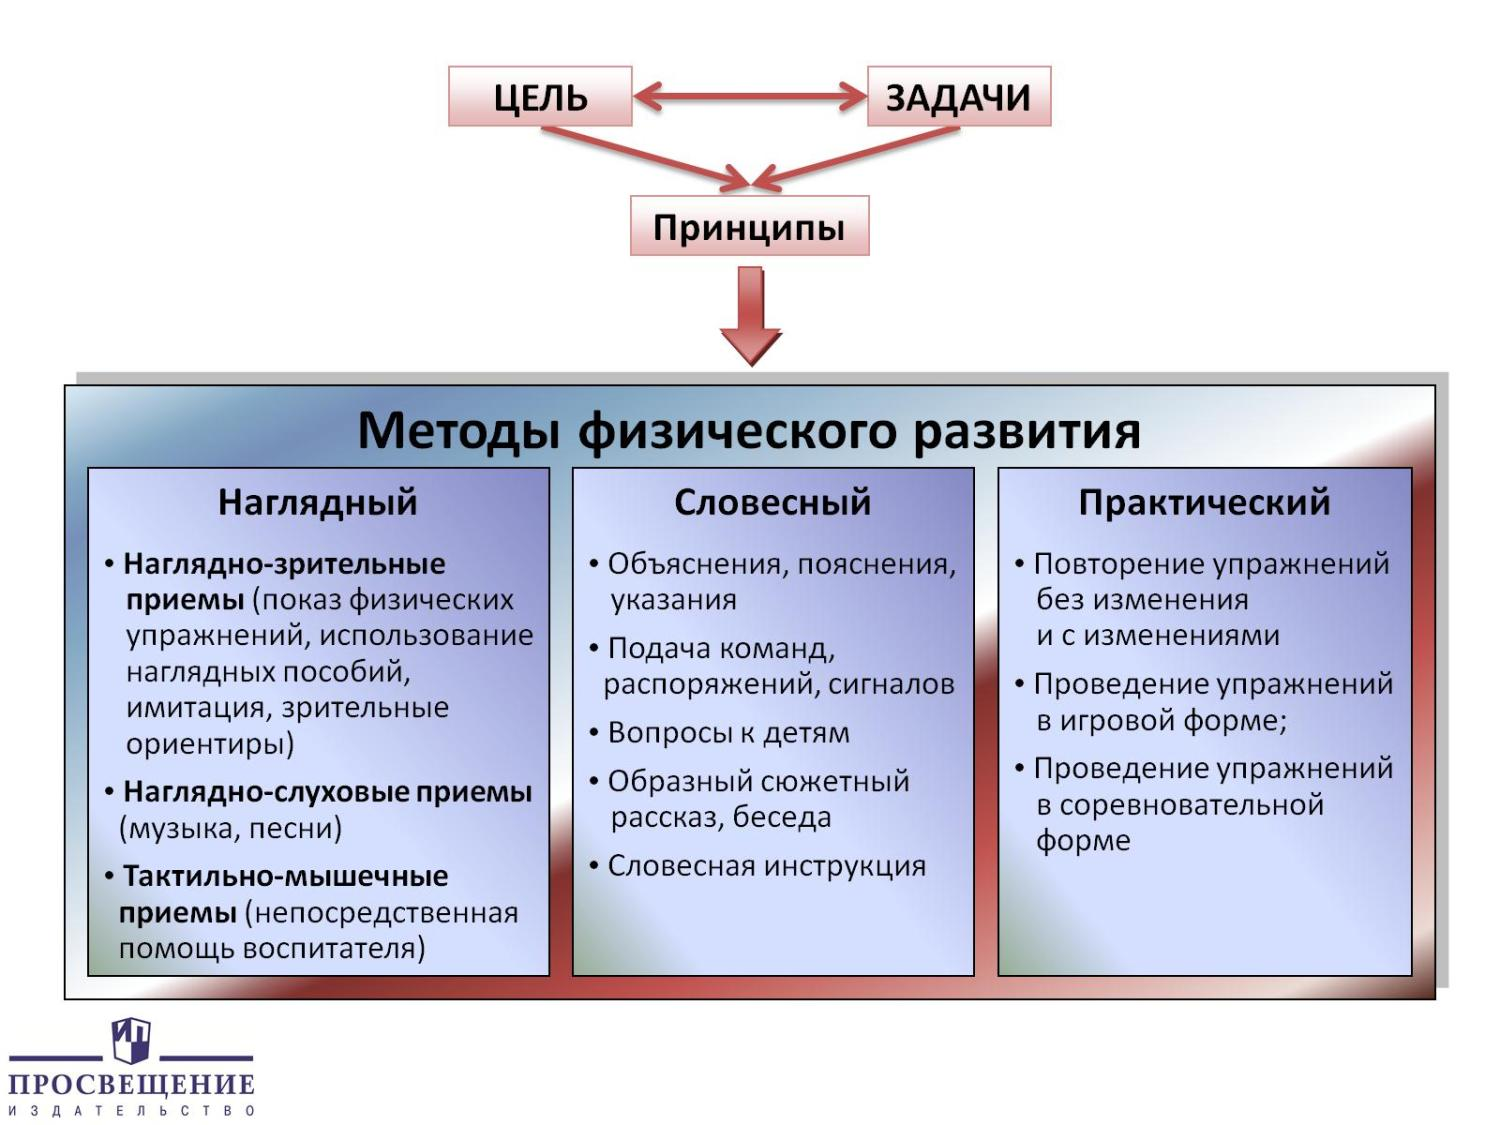 ЦЕЛЬ
ЗАДАЧИ
Принципы
Методы физического развития
Наглядный
• Наглядно-зрительные
приемы (показ физических
упражнений, использование
наглядных пособий,
имитация, зрительные
ориентиры)
• Наглядно-слуховые приемы
(музыка, песни)
• Тактильно-мышечные
приемы (непосредственная
помощь воспитателя)
Словесный
• Объяснения, пояснения,
указания
• Подача команд,
распоряжений, сигналов
• Вопросы к детям
• Образный сюжетный
рассказ, беседа
• Словесная инструкция
Практический
• Повторение упражнений
без изменения
и с изменениями
• Проведение упражнений
в игровой форме;
• Проведение упражнений
в соревновательной
форме
ИП
ПРОСВЕЩЕНИЕ
ИЗДАТЕЛЬСТВО